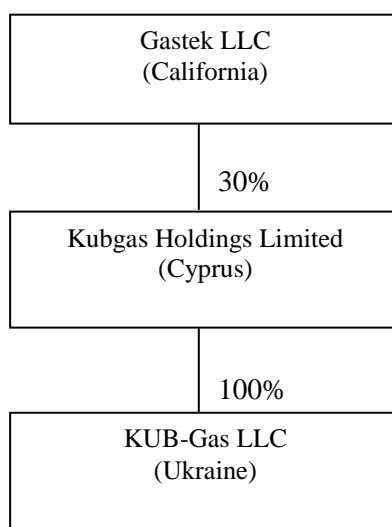 Gastek LLC
(California)
30%
Kubgas Holdings Limited
(Cyprus)
100%
KUB-Gas LLC
(Ukraine)